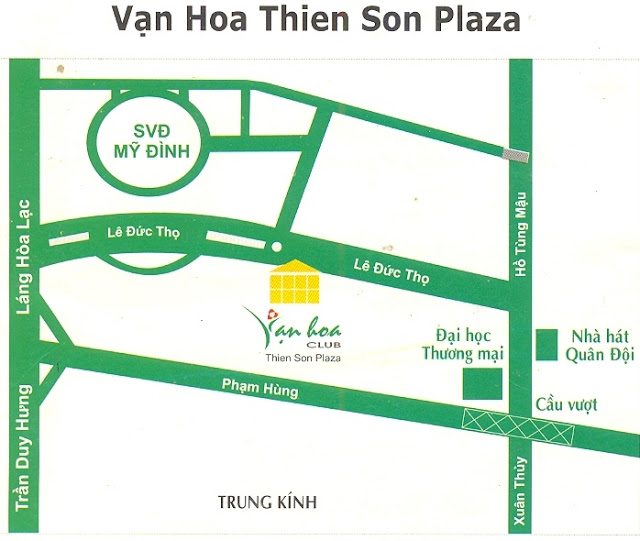 Vạn Hoa Thien Son Plaza
SVĐ
MỸ ĐÌNH
Láng Hòa Lạc
Hồ Tùng Mậu
Lê Đức Thọ
Lê Đức Thọ
Vạn hoa
CLUB
Thien Son Plaza
Đại học
Thương mại
Nhà hát
Quân Đội
Phạm Hùng
Cầu vượt
Trần Duy Hưng
Xuân Thủy
TRUNG KÍNH